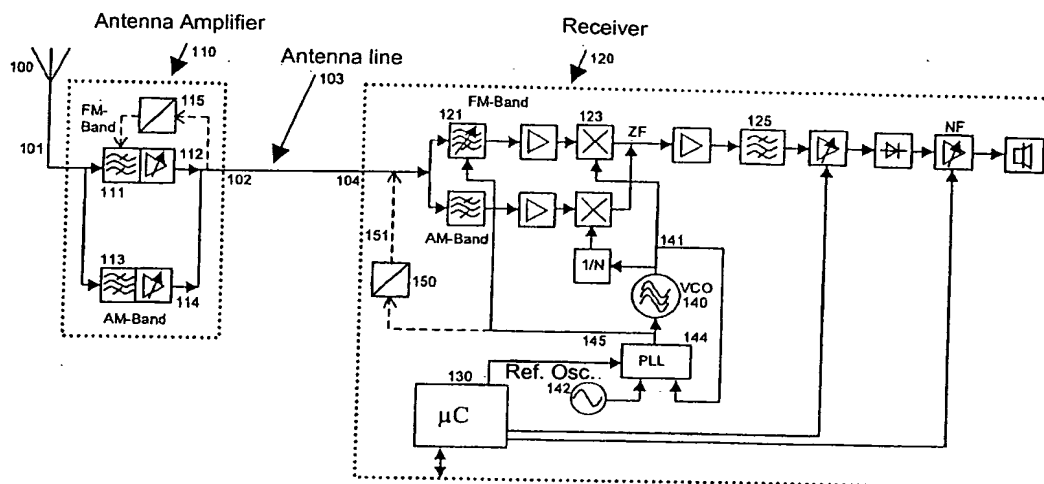 Antenna Amplifier
110
Receiver
120
Antenna line
103
100
FM-
Band
115
101
111
112
102
113
114
AM-Band
104
FM-Band
121
123
ZF
125
NF
AM-Band
151
150
1/N
141
VCO
140
145
144
PLL
130
Ref. Osc.
142
µC